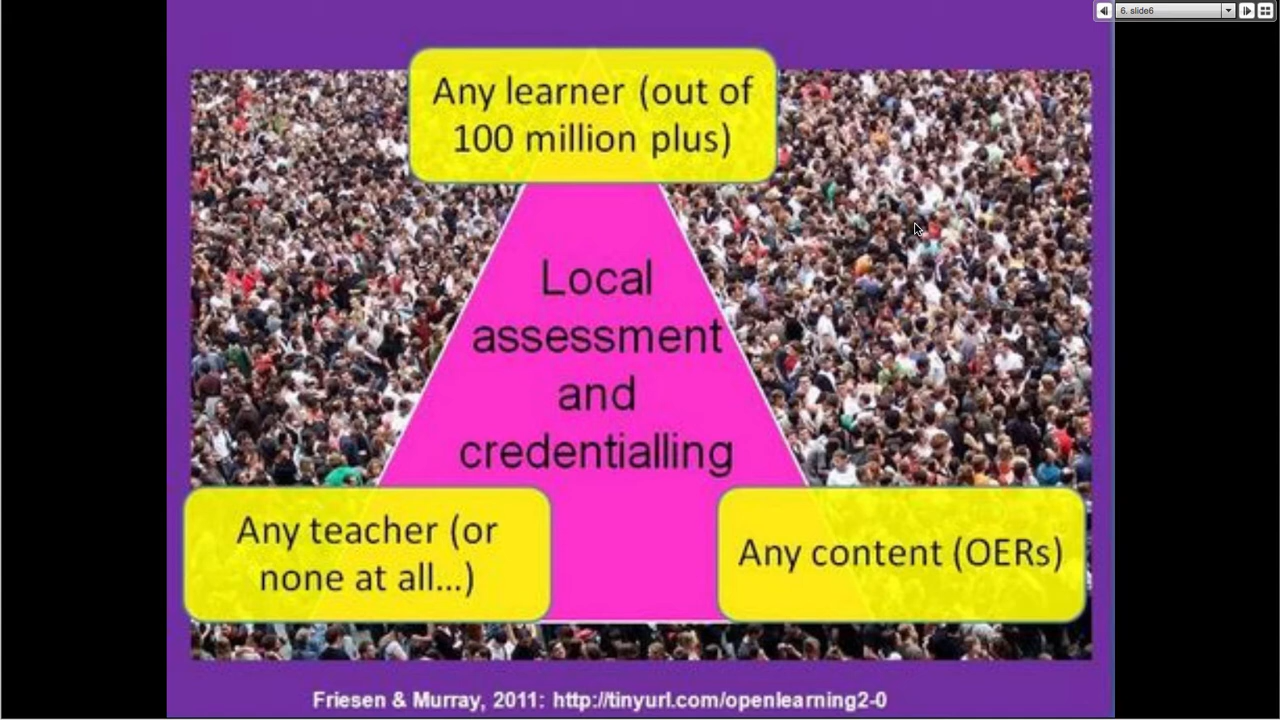 6. slide6
Any learner (out of
100 million plus)
Local
assessment
and
credentialling
Any teacher (or
none at all...)
Any content (OERs)
Friesen & Murray, 2011: http://tinyurl.com/openlearning2-0